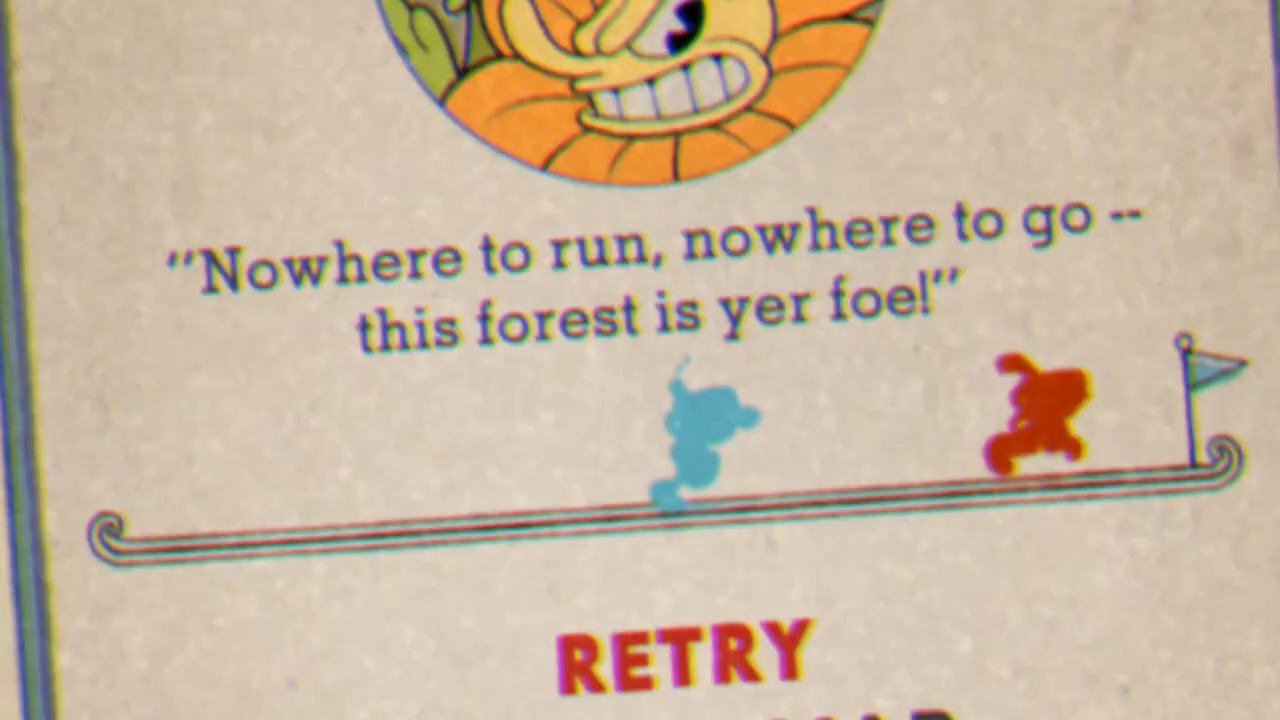 "Nowhere to run, nowhere to go --
this forest is yer foe!"
RETRY